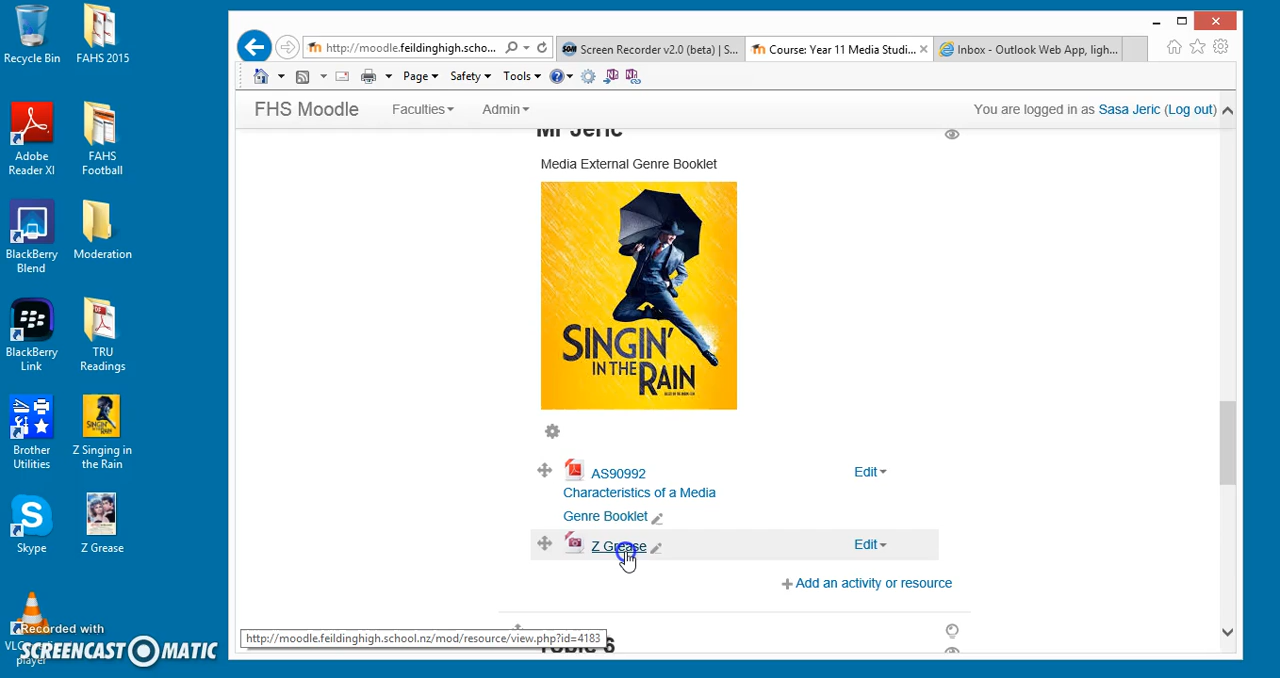 Recycle Bin
FAHS 2015
Adobe
Reader XI
FAHS
Football
BlackBerry
Blend
Moderation
BlackBerry
Link
TRU
Readings
Brother
Utilities
Z Singing in
the Rain
Skype
Z Grease
player
Recorded with
SCREENCAST MATIC
http://moodle.feildinghigh.scho...
Screen Recorder v2.0 (beta) | S...
Course: Year 11 Media Studi...
Inbox - Outlook Web App, ligh...
Page
Safety
Tools
FHS Moodle
Faculties
Admin
You are logged in as Sasa Jeric (Log out)
Mr Jeric
Media External Genre Booklet
SINGIN'
IN THE
RAIN
AS90992
Characteristics of a Media
Genre Booklet
Edit
Z Grease
Edit
Add an activity or resource
http://moodle.feildinghigh.school.nz/mod/resource/view.php?id=4183